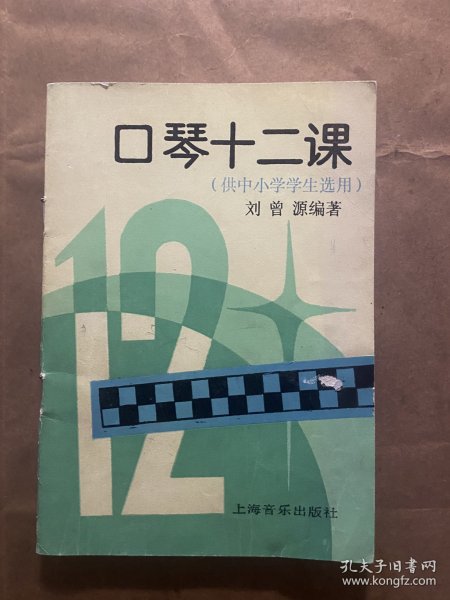 口琴十二课
(供中小学学生选用)
刘曾源编著
12
上海音乐出版社
孔夫子旧书网
www.kongfz.com